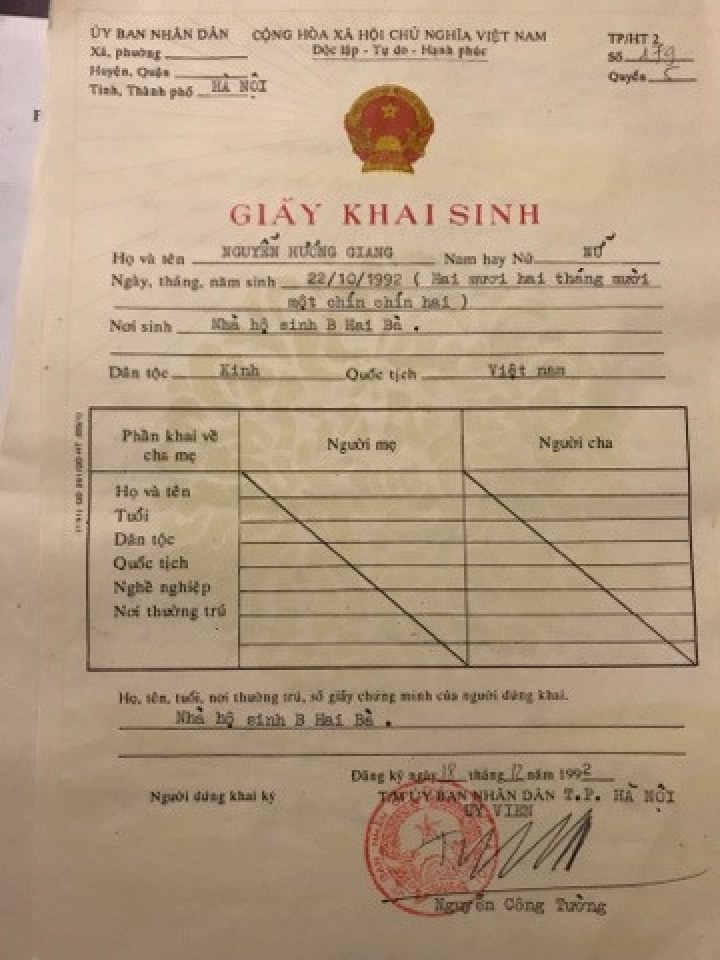 ỦY BAN NHÂN DÂN
Xã, phường
Huyện, Quận
Tỉnh, Thành phố HÀ NỘI
CỘNG HÒA XÃ HỘI CHỦ NGHĨA VIỆT NAM
Độc lập - Tự do - Hạnh phúc
TP/HT 2
Số 179
Quyển 5
GIẤY KHAI SINH
Họ và tên NGUYỄN HƯƠNG GIANG Nam hay Nữ NỮ
Ngày, tháng, năm sinh 22/10/1992 ( Hai mươi hai tháng mười
một chín chín hai )
Nơi sinh Nhà hộ sinh B Hai Bà .
Dân tộc Kinh Quốc tịch Việt nam
Phần khai về cha mẹ Người mẹ Người cha
Họ và tên
Tuổi
Dân tộc
Quốc tịch
Nghề nghiệp
Nơi thường trú
Họ, tên, tuổi, nơi thường trú, số giấy chứng minh của người đứng khai.
Nhà hộ sinh B Hai Bà .
Đăng ký ngày 18 tháng 12 năm 1992
Người đứng khai ký
T/M ỦY BAN NHÂN DÂN T.P. HÀ NỘI
ỦY VIÊN
Nguyễn Công Tường